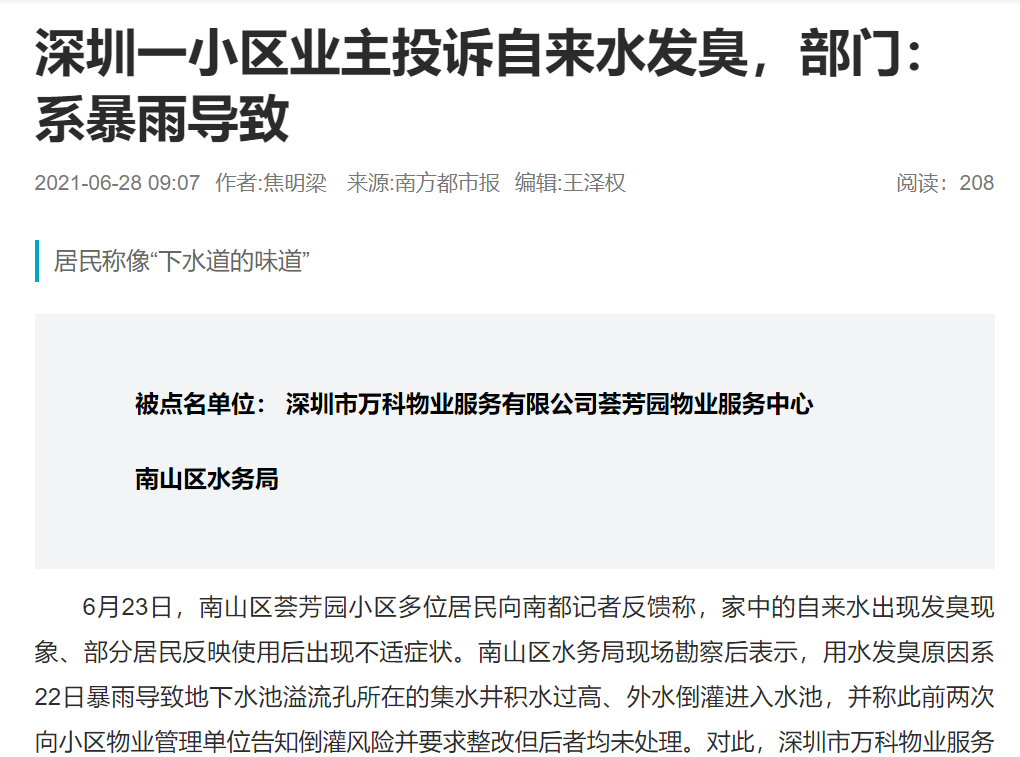 深圳一小区业主投诉自来水发臭，部门：
系暴雨导致
2021-06-28 09:07 作者:焦明梁 来源:南方都市报 编辑:王泽权 阅读：208
居民称像“下水道的味道”
被点名单位： 深圳市万科物业服务有限公司荟芳园物业服务中心
南山区水务局
6月23日，南山区荟芳园小区多位居民向南都记者反馈称，家中的自来水出现发臭现
象、部分居民反映使用后出现不适症状。南山区水务局现场勘察后表示，用水发臭原因系
22日暴雨导致地下水池溢流孔所在的集水井积水过高、外水倒灌进入水池，并称此前两次
向小区物业管理单位告知倒灌风险并要求整改但后者均未处理。对此，深圳市万科物业服务